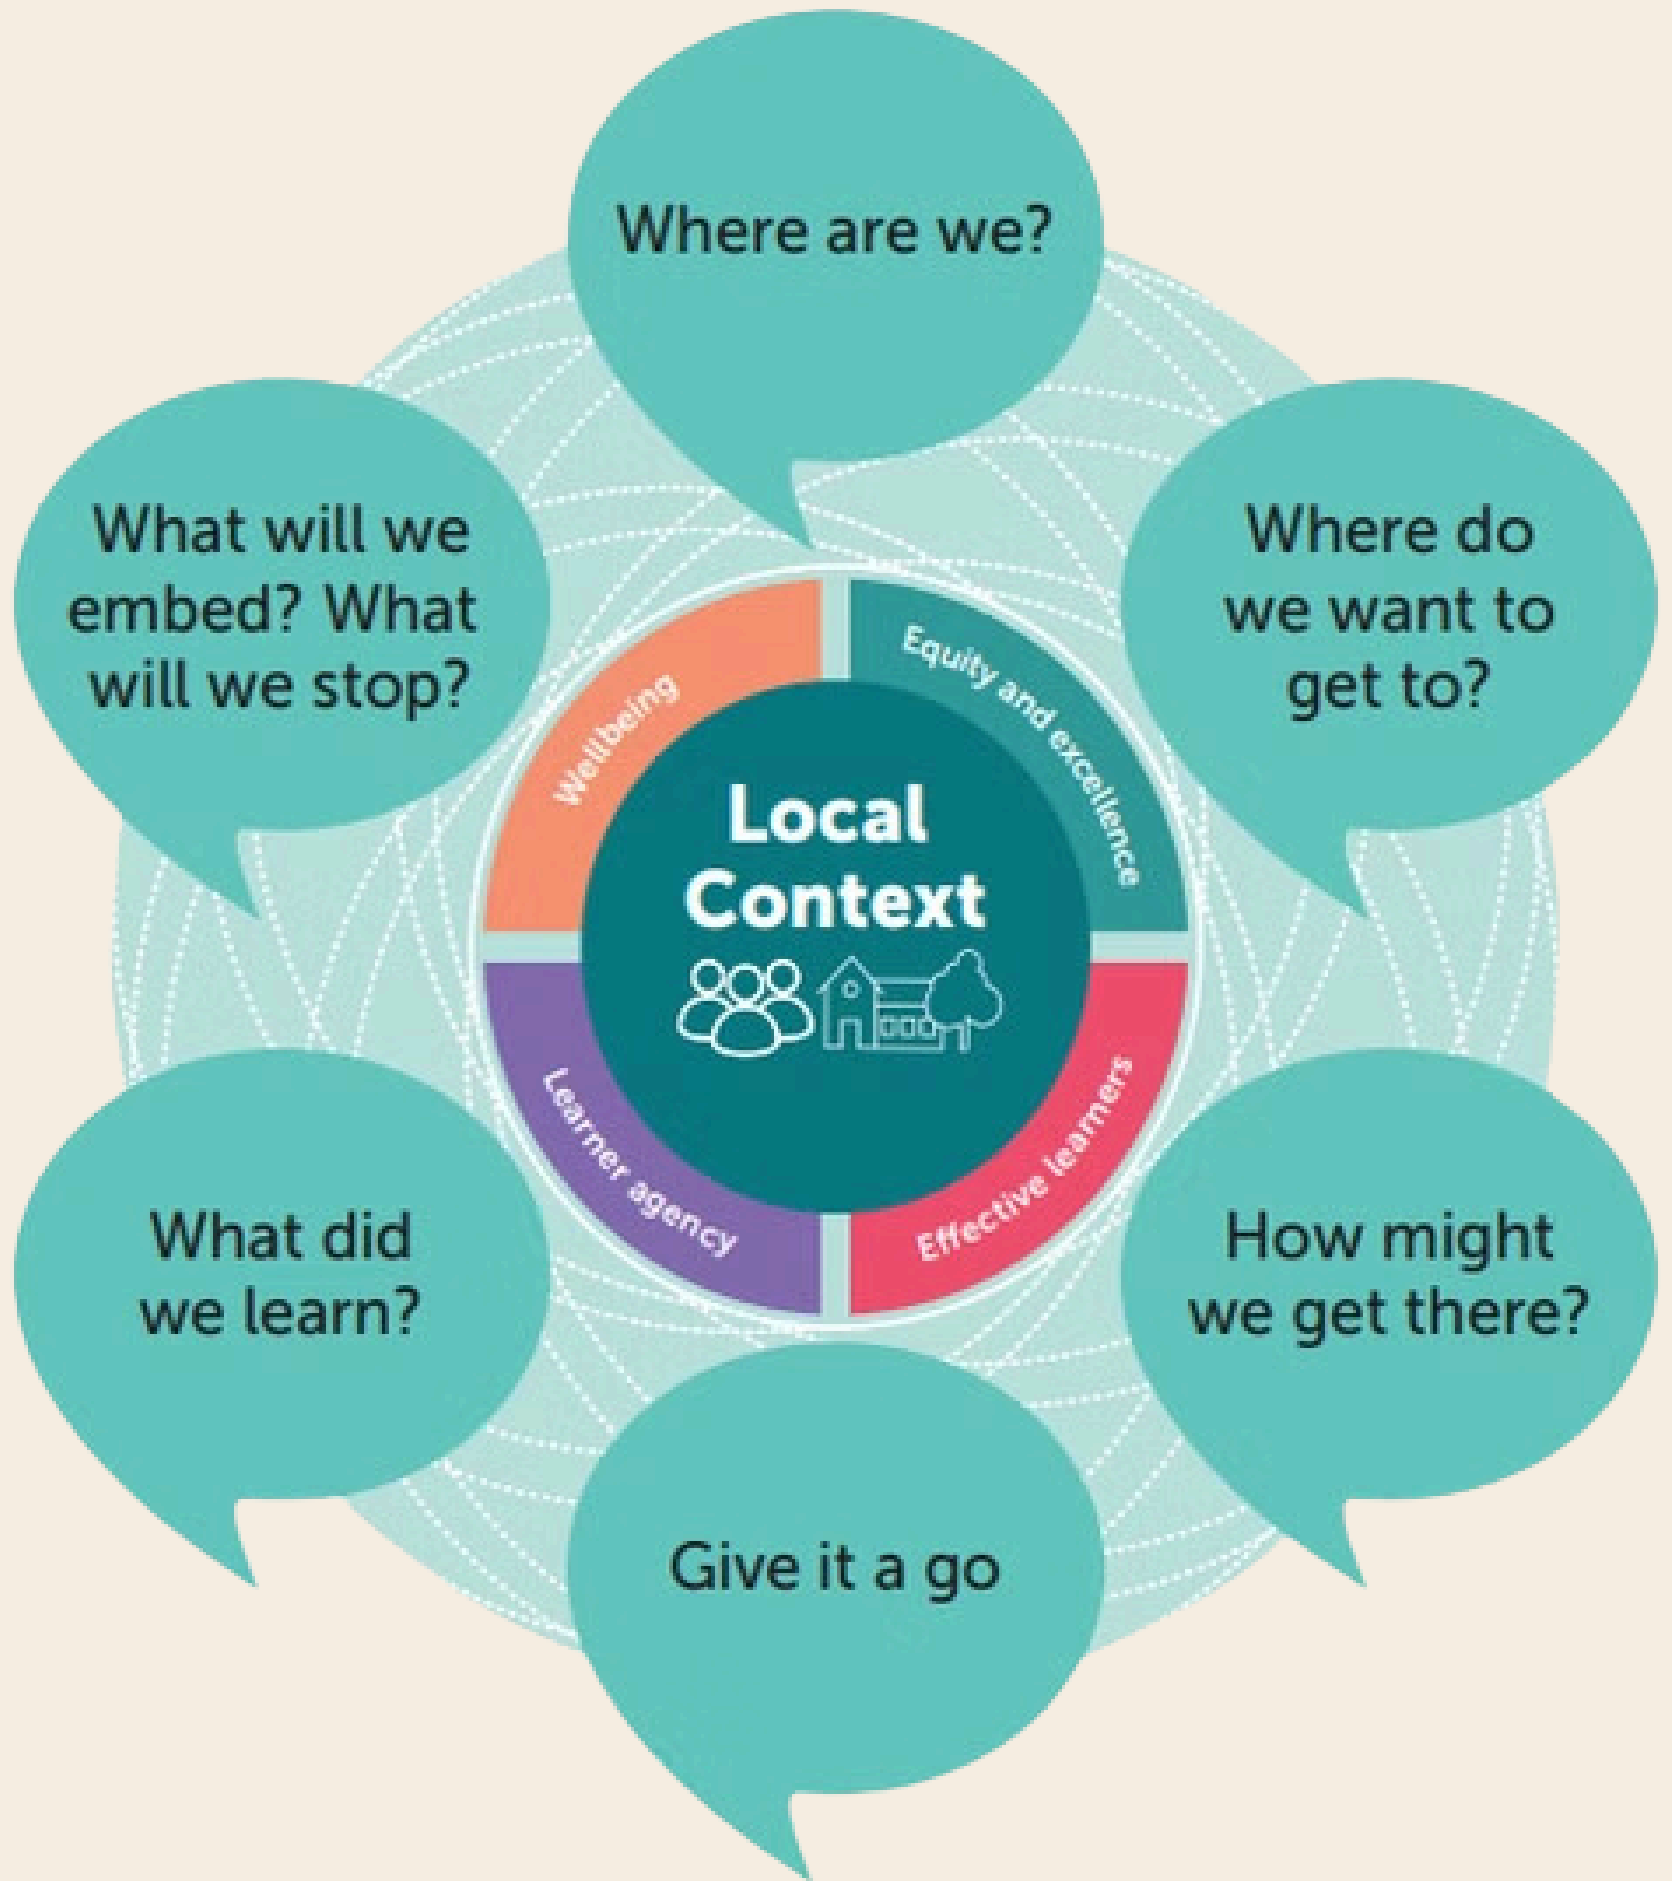 Where are we?
Where do
we want to
get to?
How might
we get there?
Give it a go
What did
we learn?
What will we
embed? What
will we stop?
Wellbeing
Equity and excellence
Effective learners
Learner agency
Local
Context